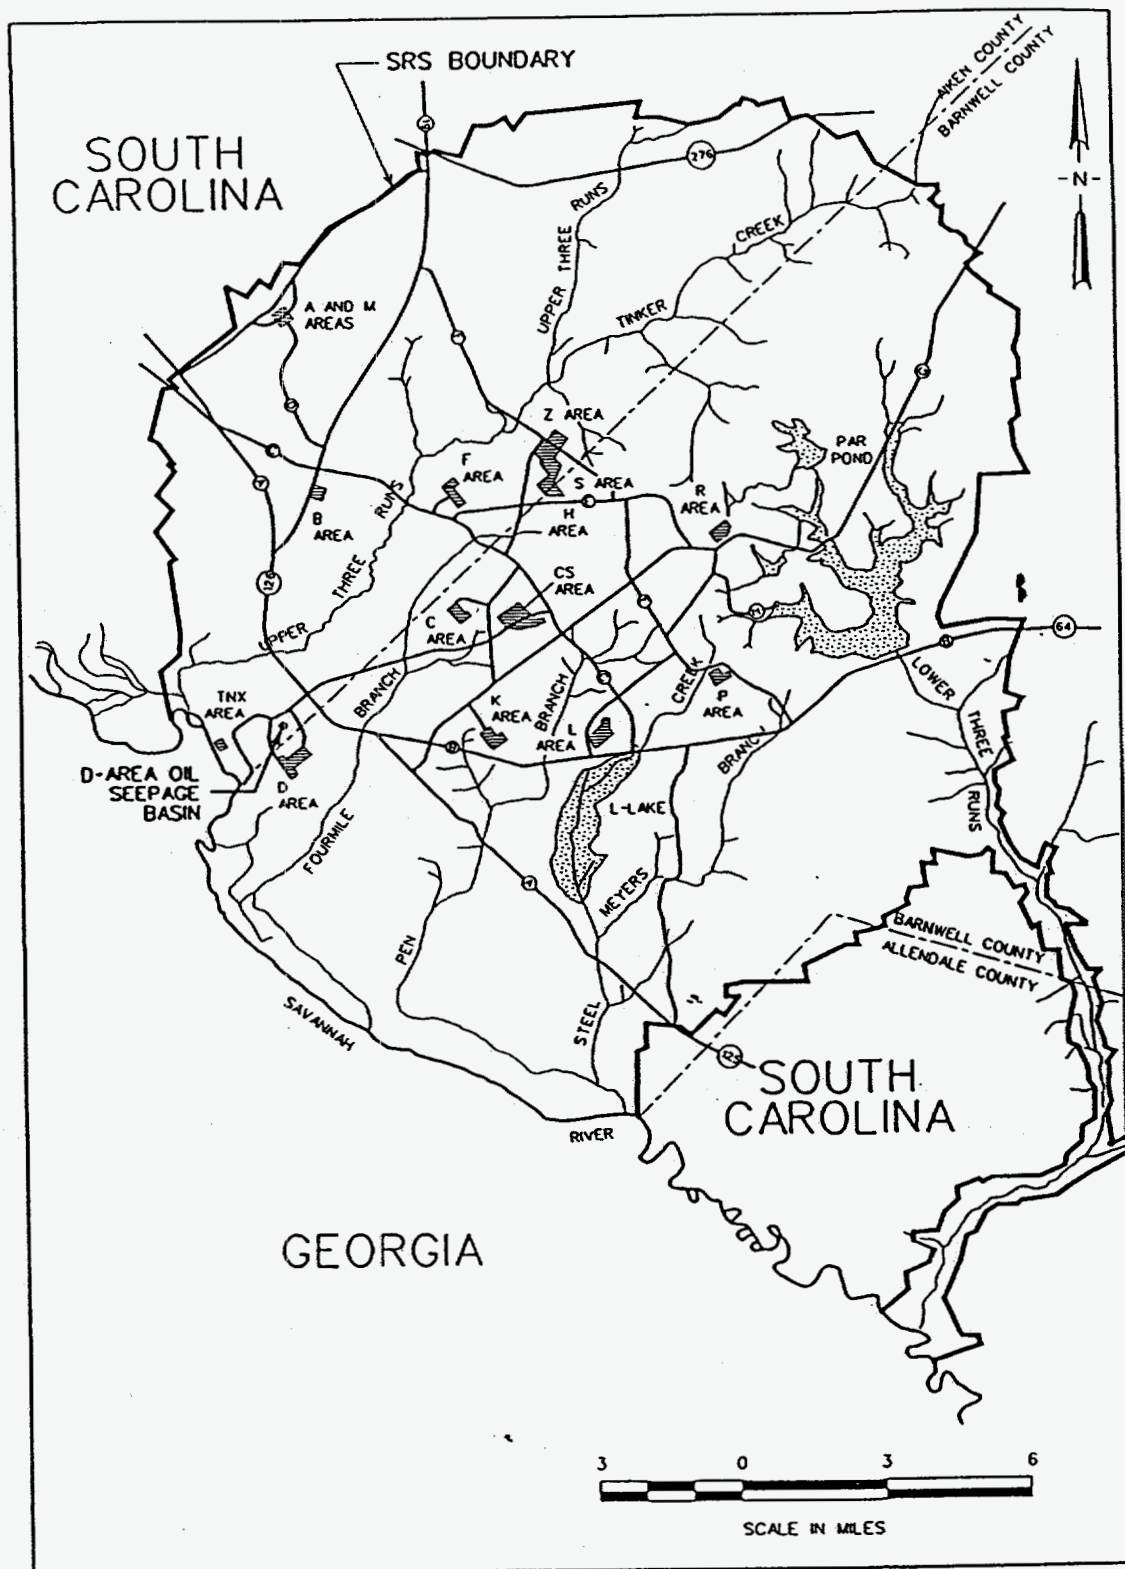 SRS BOUNDARY
AIKEN COUNTY
BARNWELL COUNTY
SOUTH
CAROLINA
276
N
UPPER THREE RUNS
TINKER CREEK
A AND M
AREAS
Z AREA
PAR
POND
F
AREA
S AREA
R
AREA
B
AREA
H
AREA
UPPER THREE RUNS
CS
AREA
C
AREA
64
LOWER THREE RUNS
TNX
AREA
K
AREA
BRANCH
L
AREA
CREEK
P
AREA
BRANCH
D-AREA OIL
SEEPAGE
BASIN
D
AREA
FOURMILE BRANCH
L-LAKE
MEYERS
PEN
STEEL
BARNWELL COUNTY
ALLENDALE COUNTY
125
SOUTH
CAROLINA
SAVANNAH
RIVER
GEORGIA
3 0 3 6
SCALE IN MILES